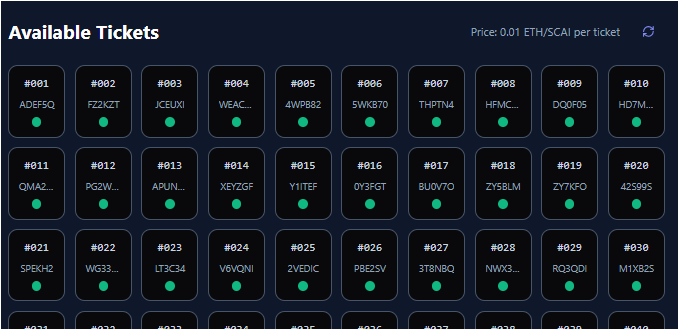 Available Tickets
Price: 0.01 ETH/SCAI per ticket
#001 #002 #003 #004 #005 #006 #007 #008 #009 #010
ADEF5Q FZ2KZT JCEUXI WEAC... 4WPB82 5WKB70 THPTN4 HFMC... DQ0F05 HD7M...
#011 #012 #013 #014 #015 #016 #017 #018 #019 #020
QMA2... PG2W... APUN... XEYZGF Y1ITEF 0Y3FGT BU0V7O ZY5BLM ZY7KFO 42S99S
#021 #022 #023 #024 #025 #026 #027 #028 #029 #030
SPEKH2 WG33... LT3C34 V6VQNI 2VEDIC PBE2SV 3T8NBQ NWX3... RQ3QDI M1XB2S